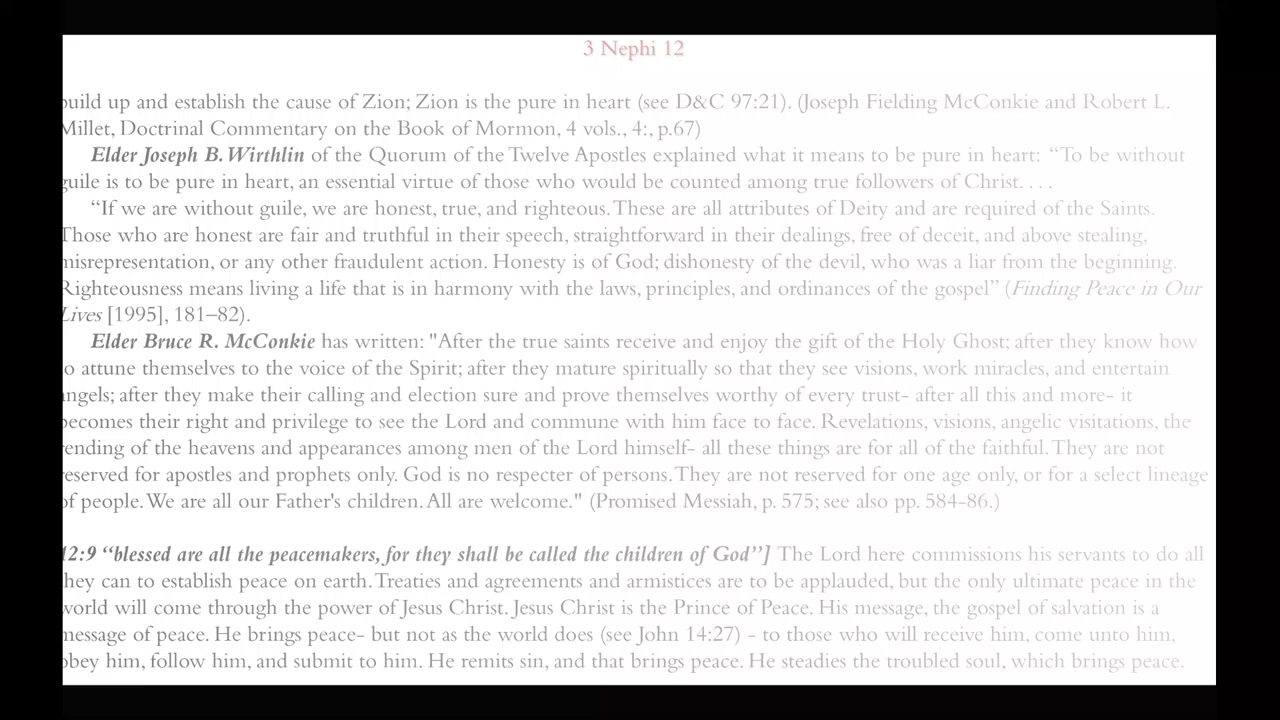 3 Nephi 12
build up and establish the cause of Zion; Zion is the pure in heart (see D&C 97:21). (Joseph Fielding McConkie and Robert L.
Millet, Doctrinal Commentary on the Book of Mormon, 4 vols., 4:, p.67)
Elder Joseph B. Wirthlin of the Quorum of the Twelve Apostles explained what it means to be pure in heart: “To be without
guile is to be pure in heart, an essential virtue of those who would be counted among true followers of Christ. . . .
“If we are without guile, we are honest, true, and righteous. These are all attributes of Deity and are required of the Saints.
Those who are honest are fair and truthful in their speech, straightforward in their dealings, free of deceit, and above stealing,
misrepresentation, or any other fraudulent action. Honesty is of God; dishonesty of the devil, who was a liar from the beginning.
Righteousness means living a life that is in harmony with the laws, principles, and ordinances of the gospel” (Finding Peace in Our
Lives [1995], 181–82).
Elder Bruce R. McConkie has written: "After the true saints receive and enjoy the gift of the Holy Ghost; after they know how
to attune themselves to the voice of the Spirit; after they mature spiritually so that they see visions, work miracles, and entertain
angels; after they make their calling and election sure and prove themselves worthy of every trust- after all this and more- it
becomes their right and privilege to see the Lord and commune with him face to face. Revelations, visions, angelic visitations, the
rending of the heavens and appearances among men of the Lord himself- all these things are for all of the faithful. They are not
reserved for apostles and prophets only. God is no respecter of persons. They are not reserved for one age only, or for a select lineage
of people. We are all our Father's children. All are welcome." (Promised Messiah, p. 575; see also pp. 584-86.)
12:9 “blessed are all the peacemakers, for they shall be called the children of God”] The Lord here commissions his servants to do all
they can to establish peace on earth. Treaties and agreements and armistices are to be applauded, but the only ultimate peace in the
world will come through the power of Jesus Christ. Jesus Christ is the Prince of Peace. His message, the gospel of salvation is a
message of peace. He brings peace- but not as the world does (see John 14:27) - to those who will receive him, come unto him,
obey him, follow him, and submit to him. He remits sin, and that brings peace. He steadies the troubled soul, which brings peace.